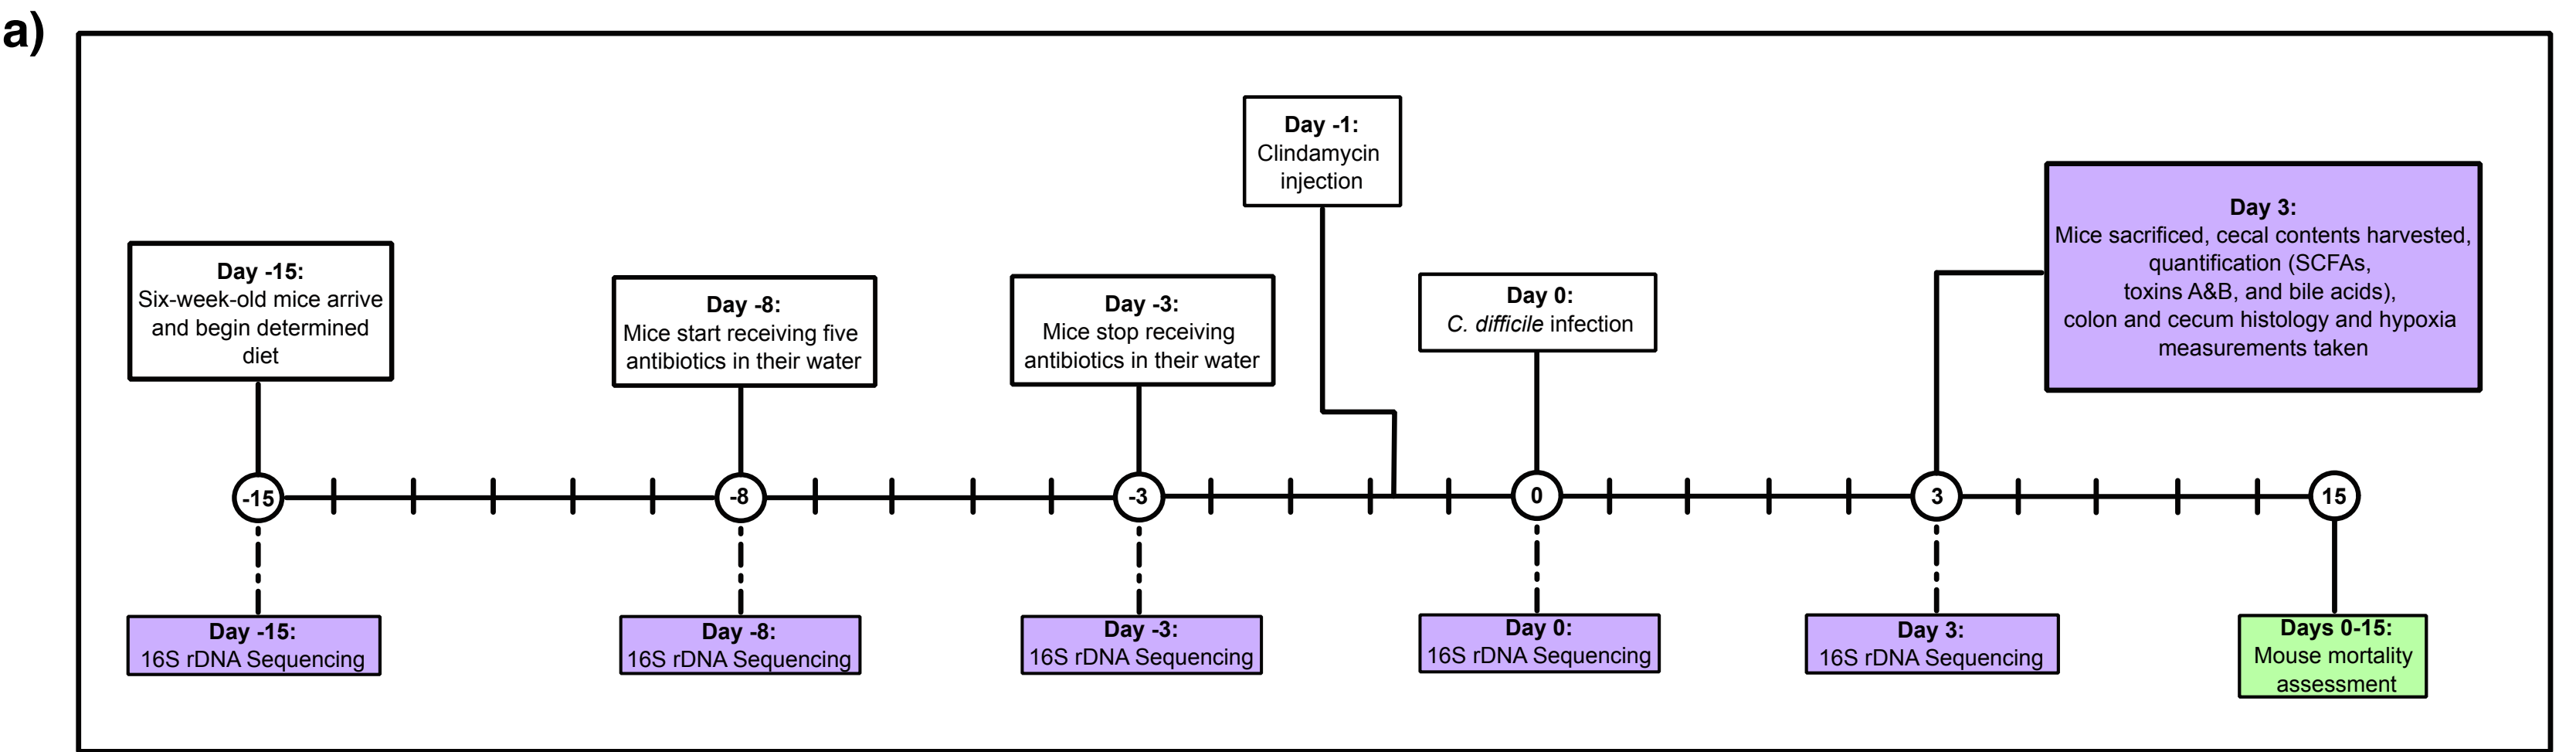 a)
Day -15:
Six-week-old mice arrive
and begin determined
diet
Day -8:
Mice start receiving five
antibiotics in their water
Day -3:
Mice stop receiving
antibiotics in their water
Day -1:
Clindamycin
injection
Day 0:
C. difficile infection
Day 3:
Mice sacrificed, cecal contents harvested,
quantification (SCFAs,
toxins A&B, and bile acids),
colon and cecum histology and hypoxia
measurements taken
-15
-8
-3
0
3
15
Day -15:
16S rDNA Sequencing
Day -8:
16S rDNA Sequencing
Day -3:
16S rDNA Sequencing
Day 0:
16S rDNA Sequencing
Day 3:
16S rDNA Sequencing
Days 0-15:
Mouse mortality
assessment